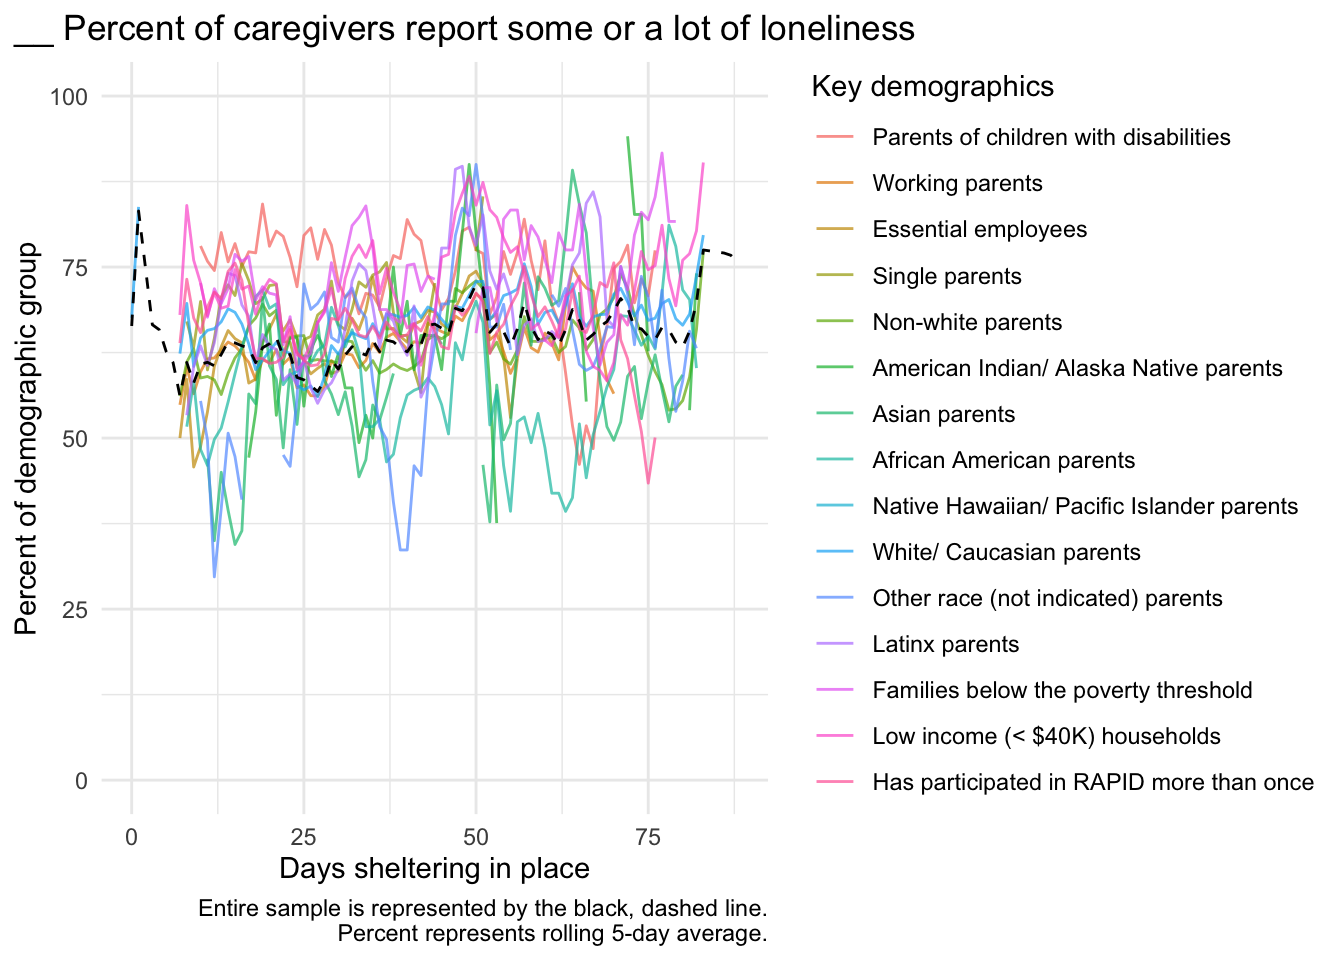 __ Percent of caregivers report some or a lot of loneliness
Percent of demographic group
100
75
50
25
0
0 25 50 75
Days sheltering in place
Entire sample is represented by the black, dashed line.
Percent represents rolling 5-day average.
Key demographics
Parents of children with disabilities
Working parents
Essential employees
Single parents
Non-white parents
American Indian/ Alaska Native parents
Asian parents
African American parents
Native Hawaiian/ Pacific Islander parents
White/ Caucasian parents
Other race (not indicated) parents
Latinx parents
Families below the poverty threshold
Low income (< $40K) households
Has participated in RAPID more than once